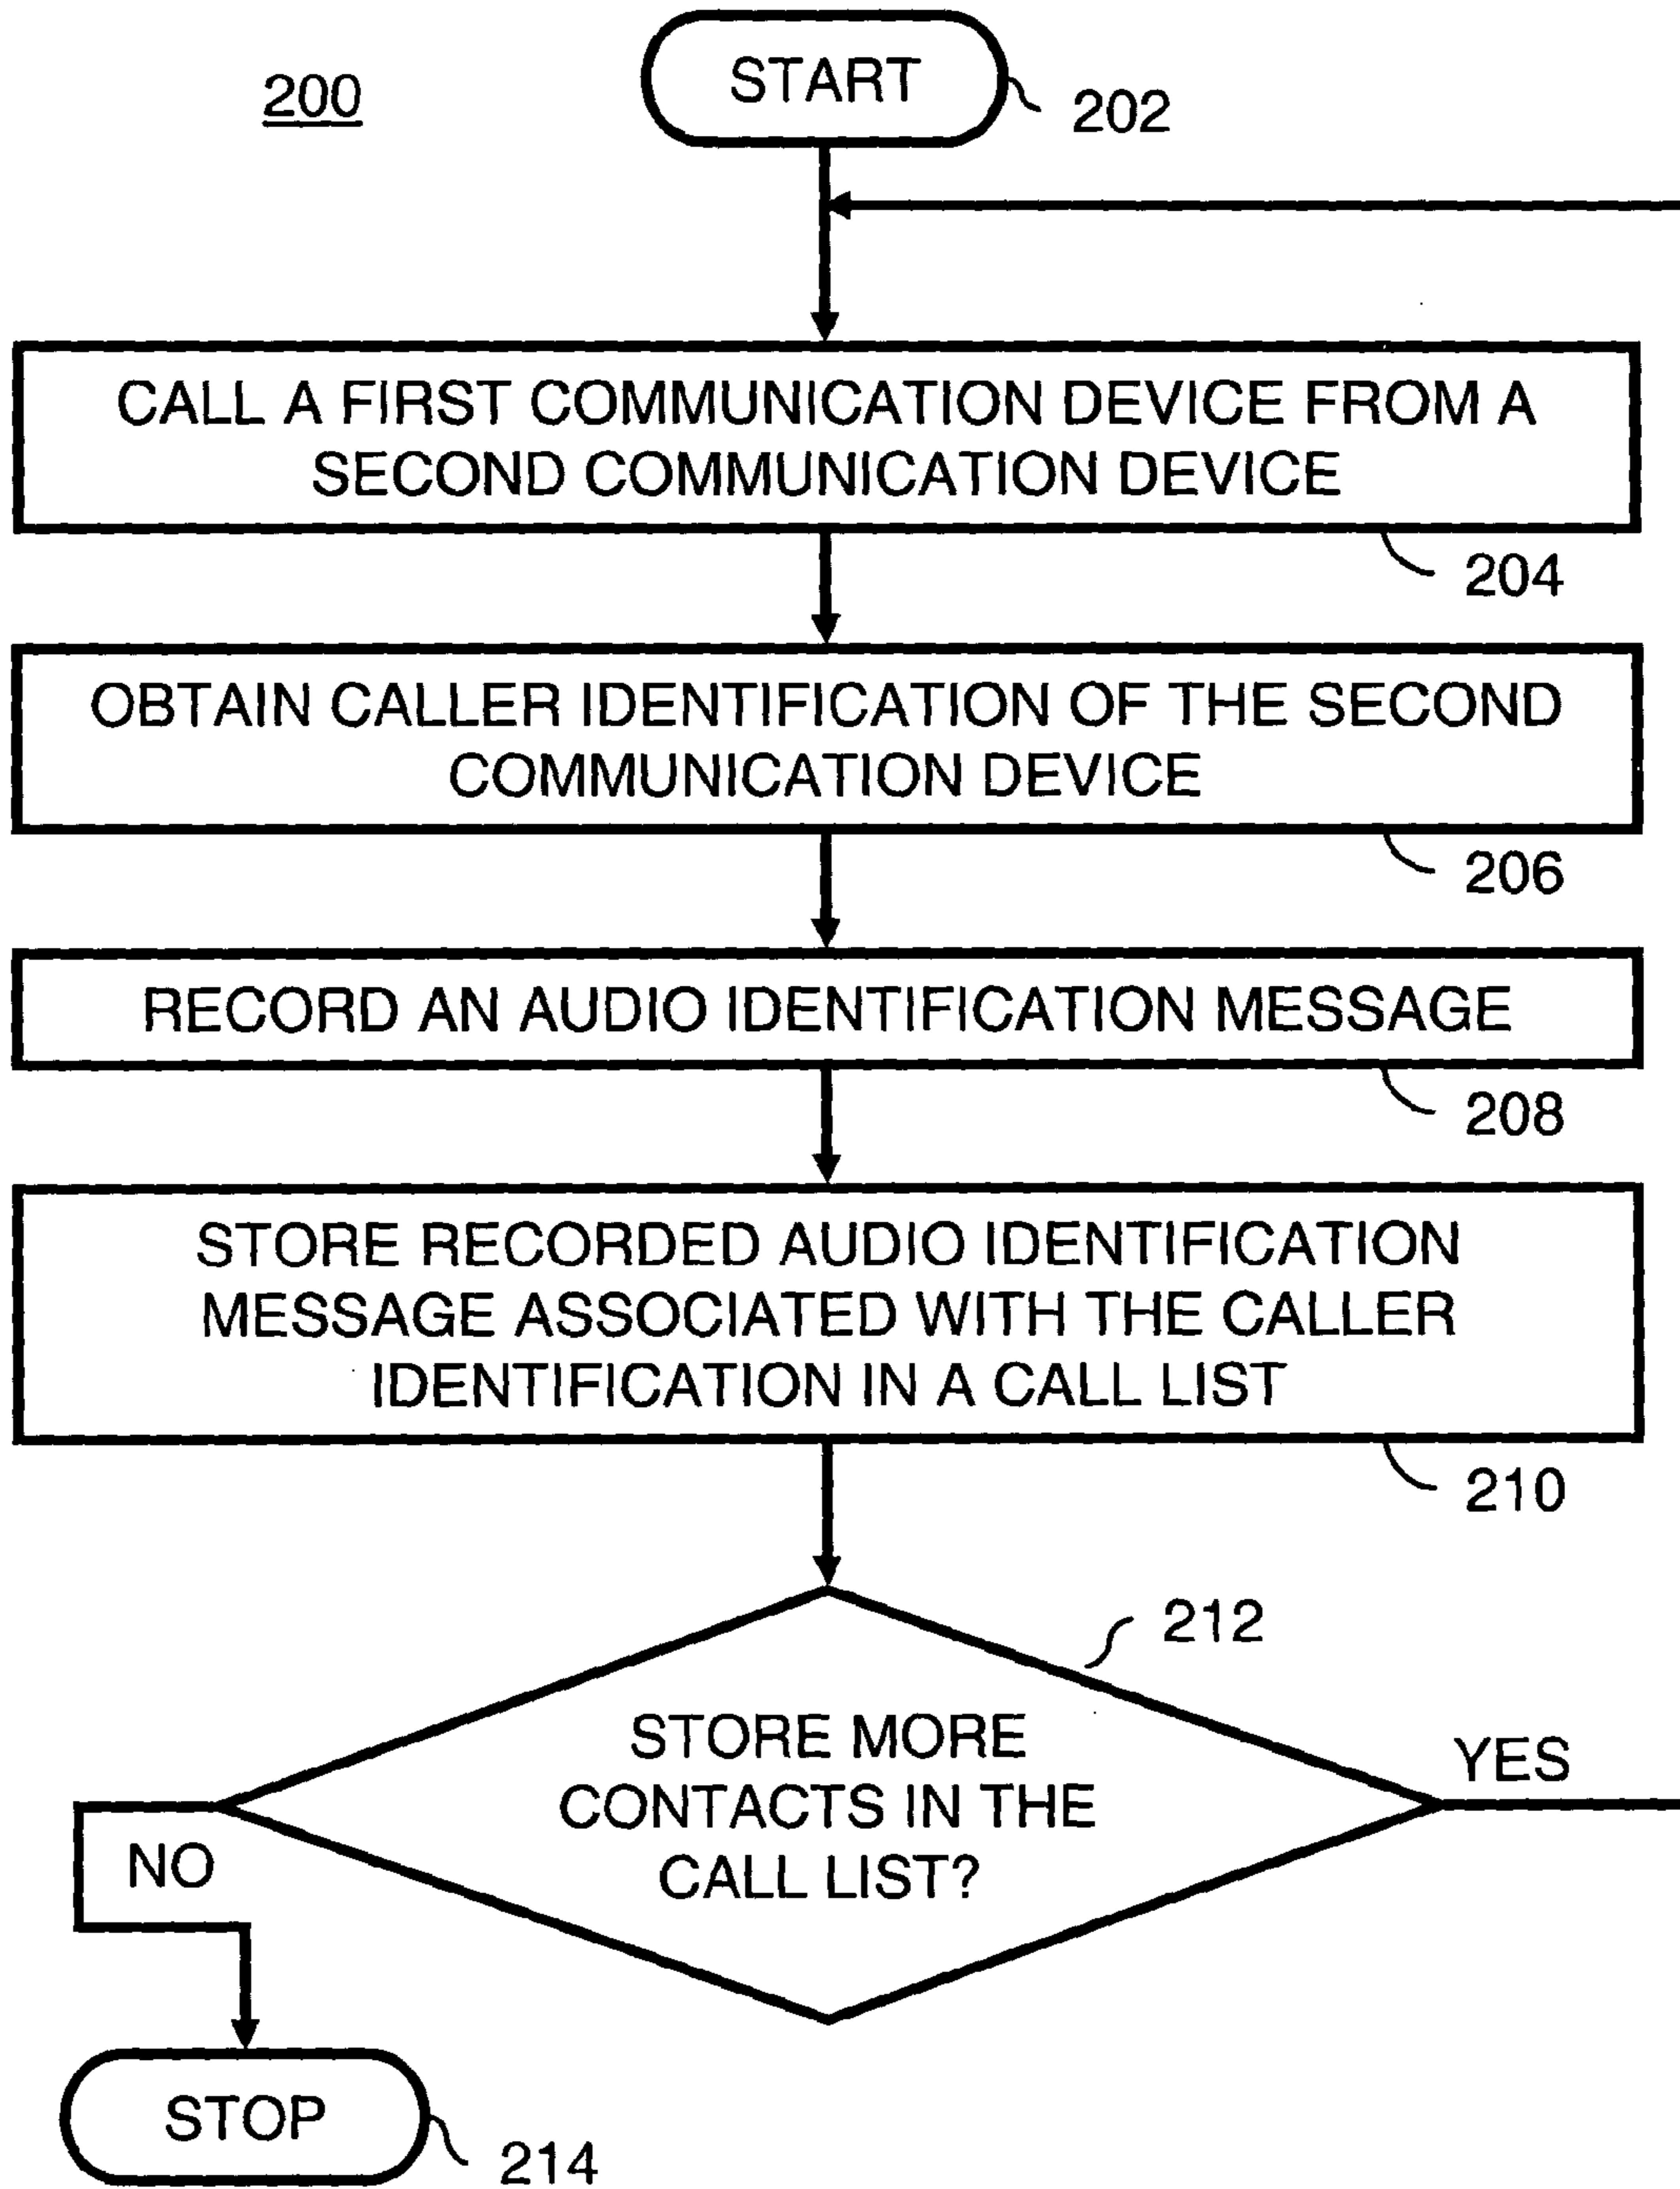 START
200
202
CALL A FIRST COMMUNICATION DEVICE FROM A
SECOND COMMUNICATION DEVICE
204
OBTAIN CALLER IDENTIFICATION OF THE SECOND
COMMUNICATION DEVICE
206
RECORD AN AUDIO IDENTIFICATION MESSAGE
208
STORE RECORDED AUDIO IDENTIFICATION
MESSAGE ASSOCIATED WITH THE CALLER
IDENTIFICATION IN A CALL LIST
210
212
STORE MORE
CONTACTS IN THE
CALL LIST?
YES
NO
STOP
214